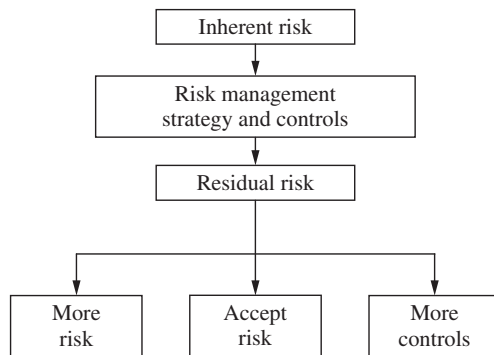 Inherent risk
Risk management
strategy and controls
Residual risk
More
risk
Accept
risk
More
controls